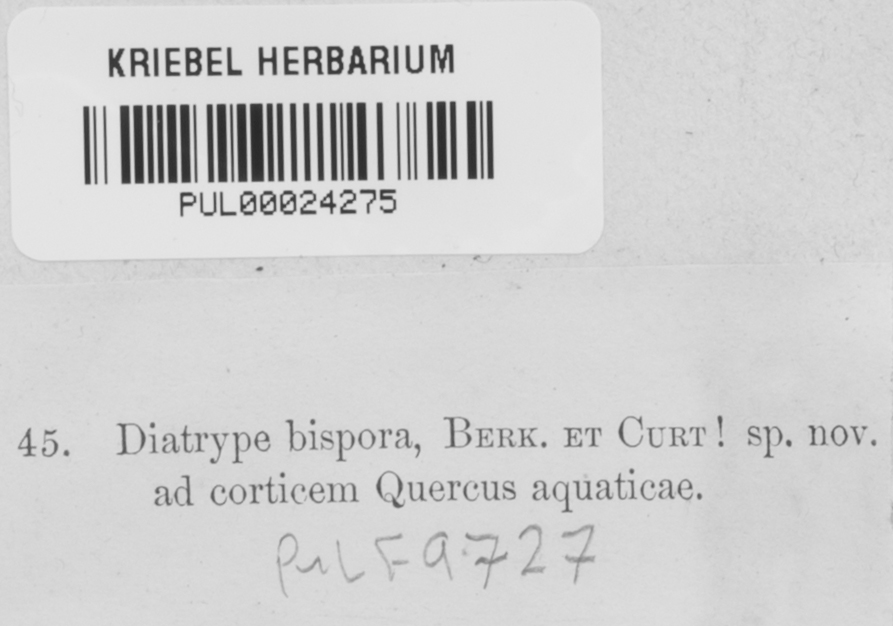 KRIEBEL HERBARIUM
PUL00024275
45. Diatrype bispora, BERK. ET CURT! sp. nov.
ad corticem Quercus aquaticae.
PUL F9727